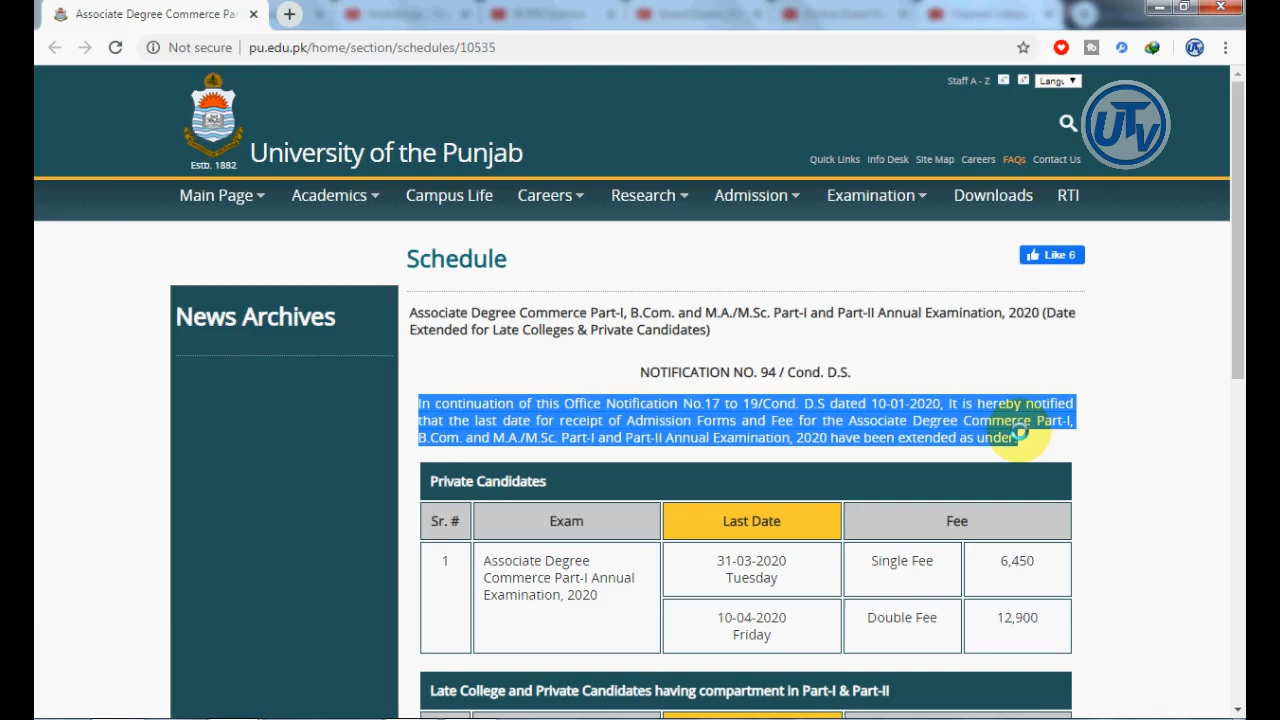 Associate Degree Commerce Par
Not secure
pu.edu.pk/home/section/schedules/10535
Staff A - Z
UTV
Estb. 1882
University of the Punjab
Quick Links Info Desk Site Map Careers FAQs Contact Us
Main Page Academics Campus Life Careers Research Admission Examination Downloads RTI
Schedule
Like 6
News Archives
Associate Degree Commerce Part-I, B.Com. and M.A./M.Sc. Part-I and Part-II Annual Examination, 2020 (Date
Extended for Late Colleges & Private Candidates)
NOTIFICATION NO. 94 / Cond. D.S.
In continuation of this Office Notification No.17 to 19/Cond. D.S dated 10-01-2020, It is hereby notified
that the last date for receipt of Admission Forms and Fee for the Associate Degree Commerce Part-I,
B.Com. and M.A./M.Sc. Part-I and Part-II Annual Examination, 2020 have been extended as under:
Private Candidates
Sr. # Exam Last Date Fee
1 Associate Degree Commerce Part-I Annual Examination, 2020
31-03-2020 Tuesday Single Fee 6,450
10-04-2020 Friday Double Fee 12,900
Late College and Private Candidates having compartment in Part-I & Part-II